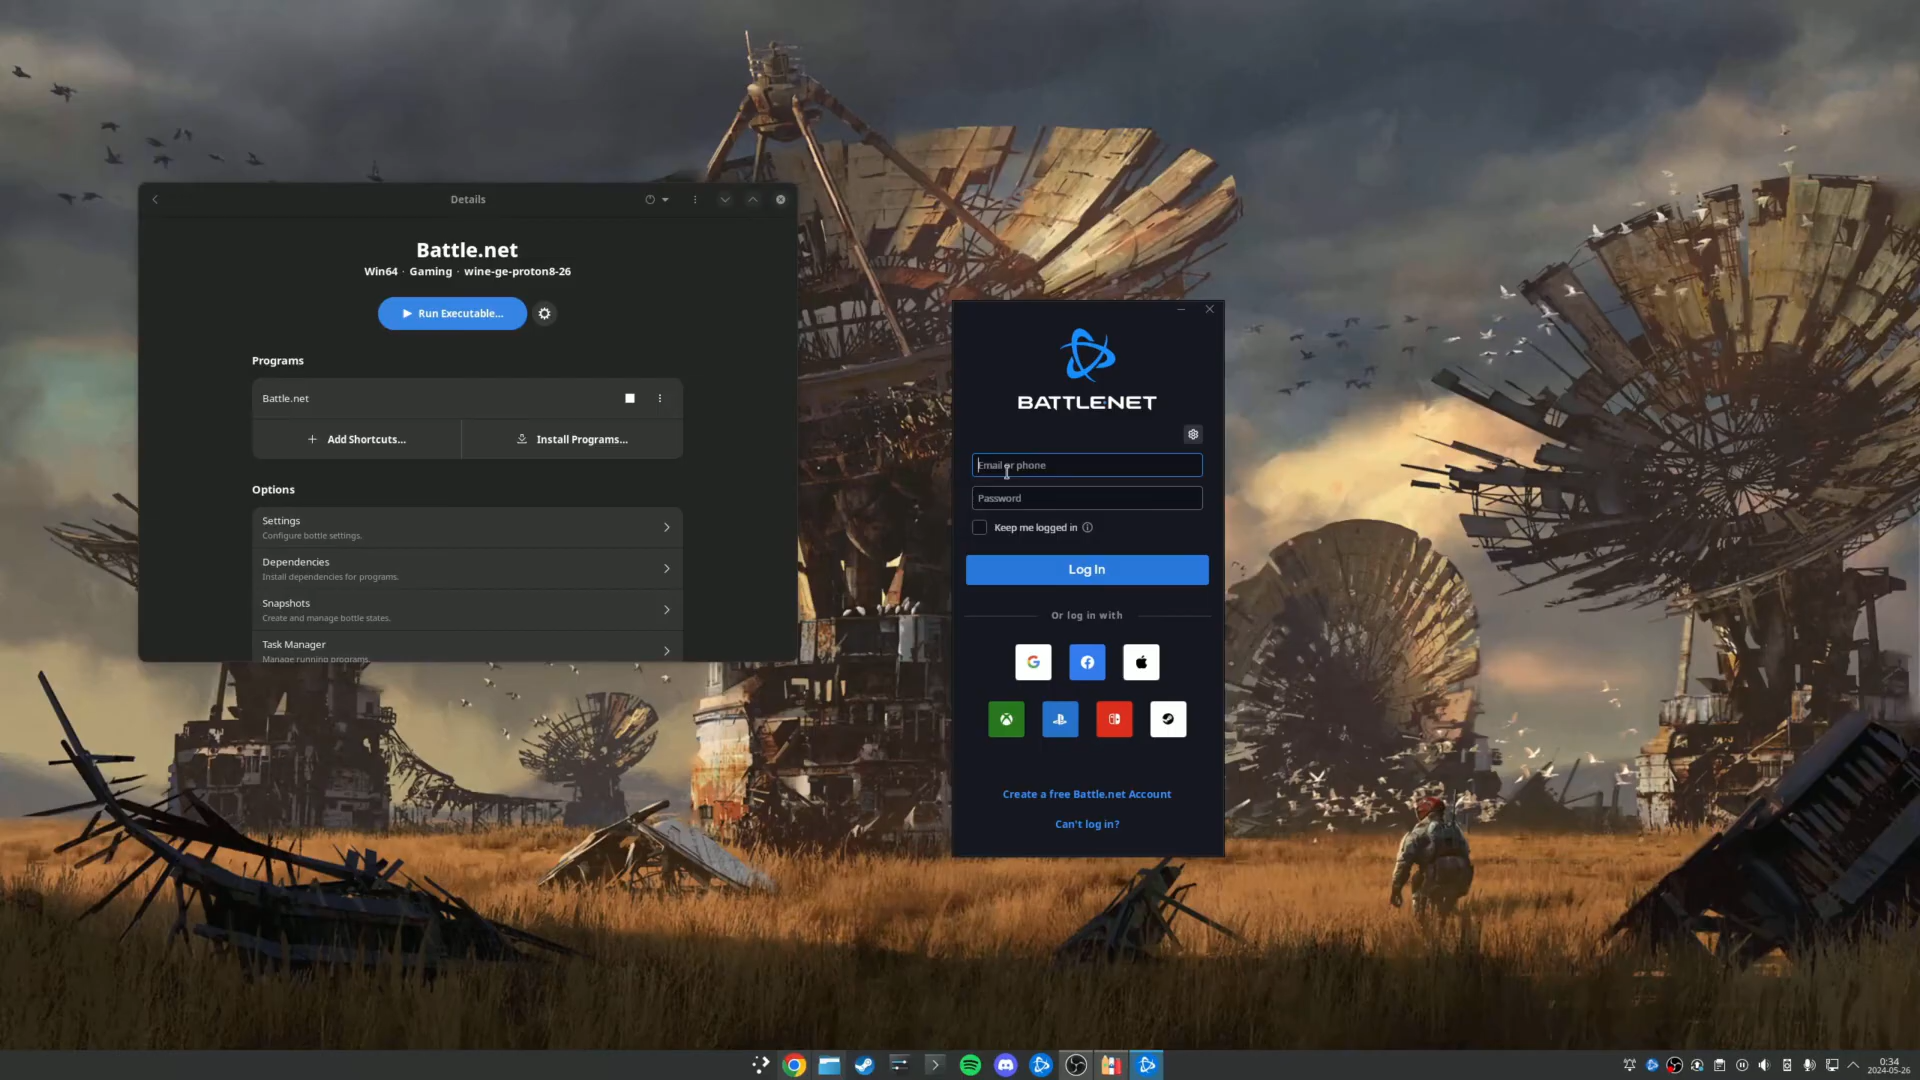 Details
Battle.net
Win64 · Gaming · wine-ge-proton8-26
Run Executable...
Programs
Battle.net
Add Shortcuts...
Install Programs...
Options
Settings
Configure bottle settings.
Dependencies
Install dependencies for programs.
Snapshots
Create and manage bottle states.
Task Manager
Manage running programs.
BATTLE.NET
Email or phone
Password
Keep me logged in
Log In
Or log in with
Create a free Battle.net Account
Can't log in?
0:34
2024-05-26